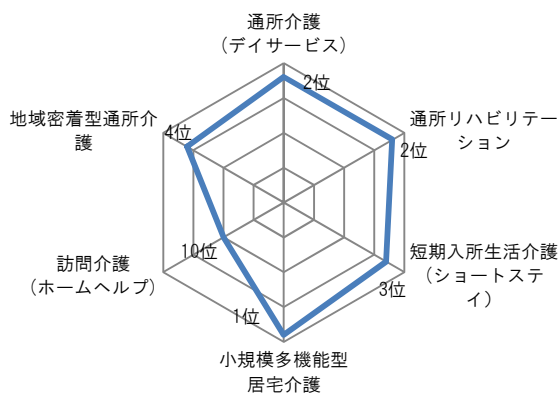 通所介護
（デイサービス）
2位
通所リハビリテ
ーション
2位
短期入所生活介護
（ショートステ
イ）
3位
小規模多機能型
居宅介護
1位
訪問介護
（ホームヘルプ）
10位
地域密着型通所介
護
4位